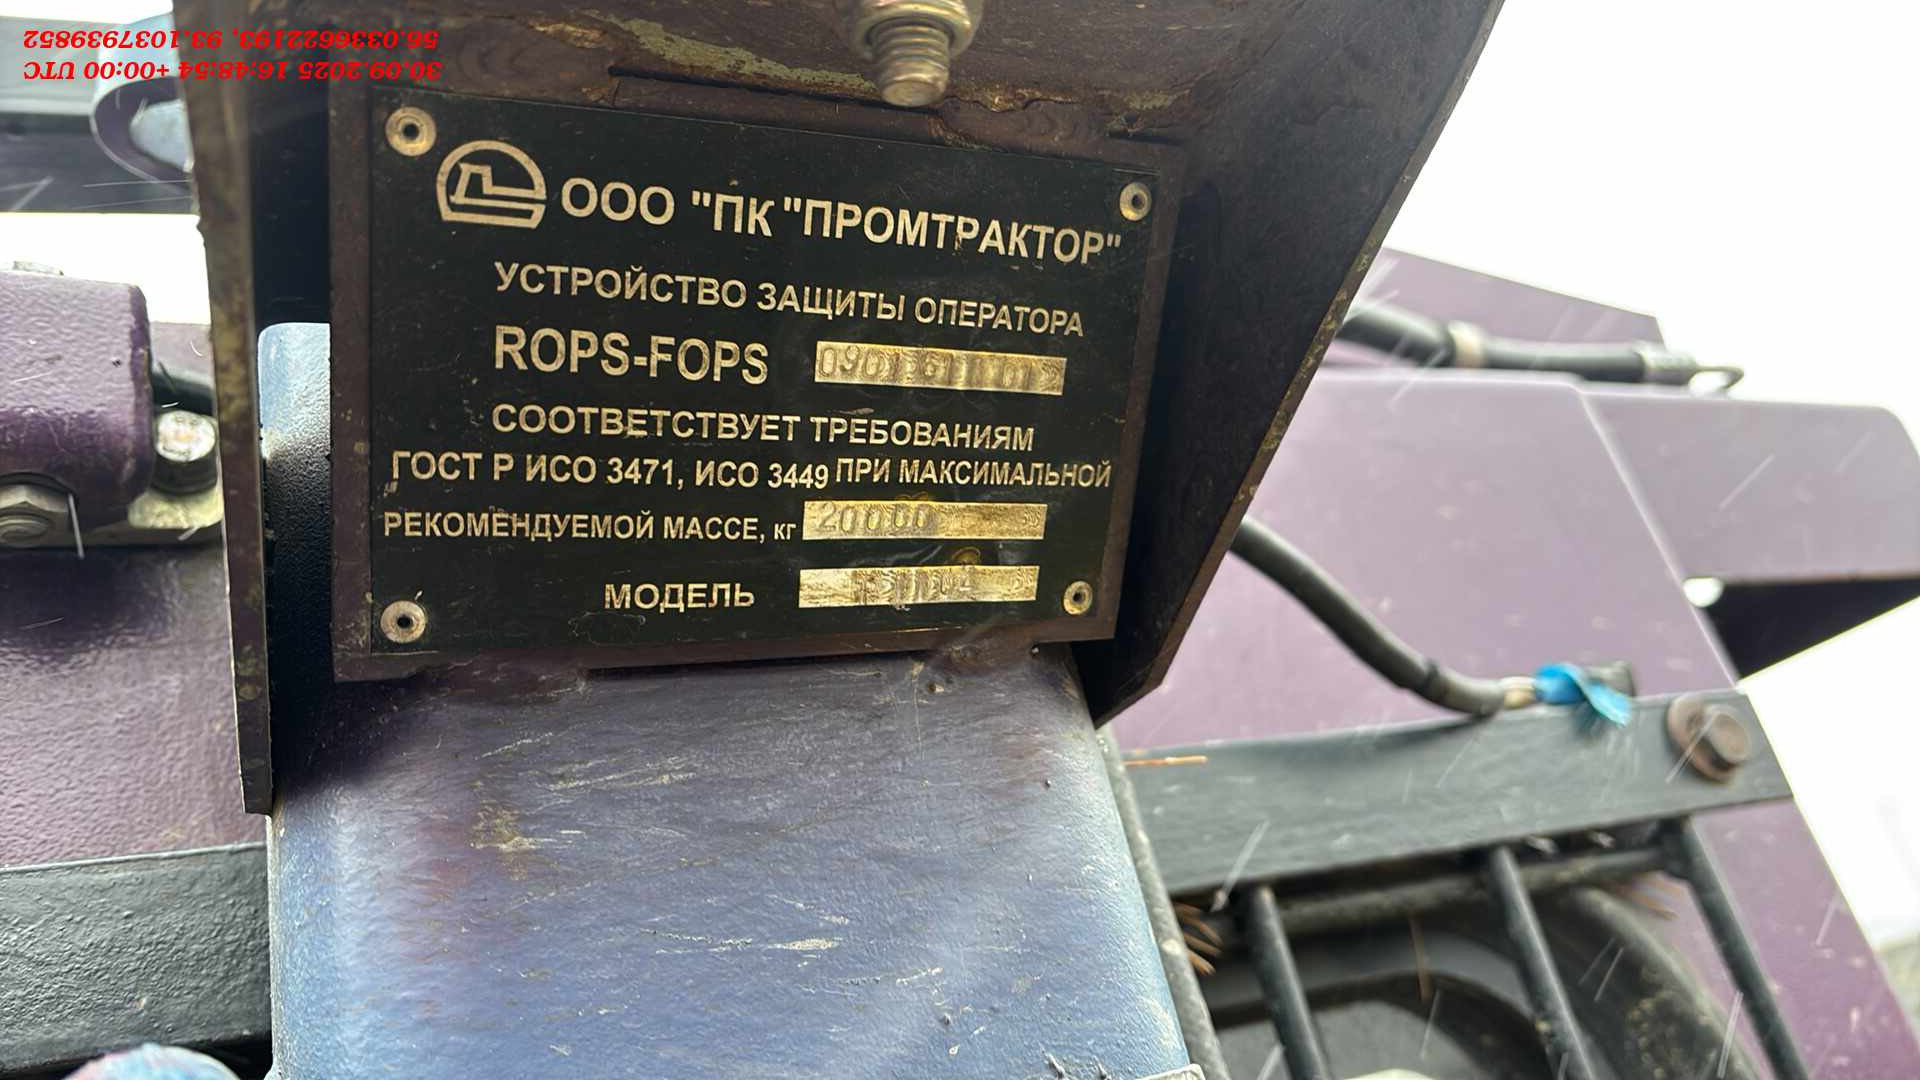 56.0336622193, 93.1037939852
30.09.2025 16:48:54 +00:00 UTC
ООО "ПК "ПРОМТРАКТОР"
УСТРОЙСТВО ЗАЩИТЫ ОПЕРАТОРА
ROPS-FOPS
СООТВЕТСТВУЕТ ТРЕБОВАНИЯМ
ГОСТ Р ИСО 3471, ИСО 3449 ПРИ МАКСИМАЛЬНОЙ
РЕКОМЕНДУЕМОЙ МАССЕ, кг 20000
МОДЕЛЬ